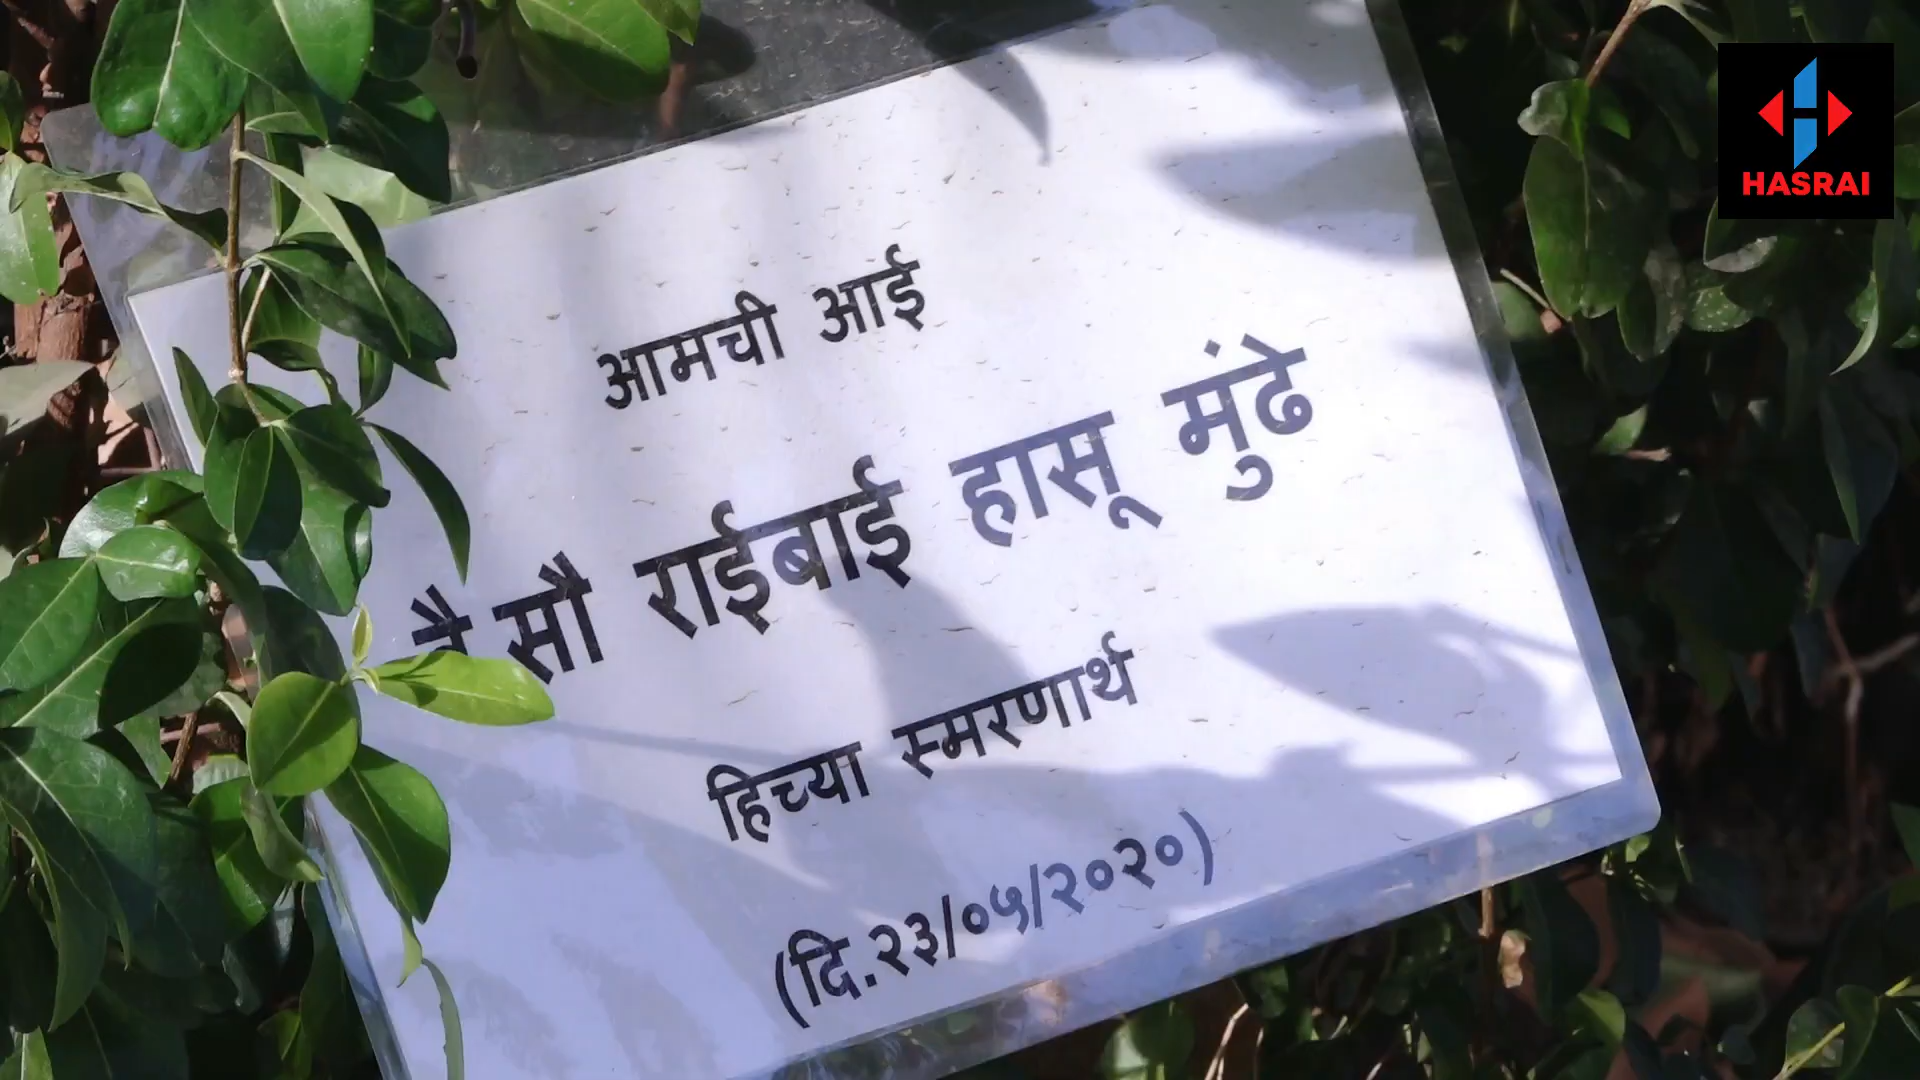 आमची आई
सौ राईबाई हासू मुंढे
हिच्या स्मरणार्थ
(दि.२३/०५/२०२०)
HASRAI